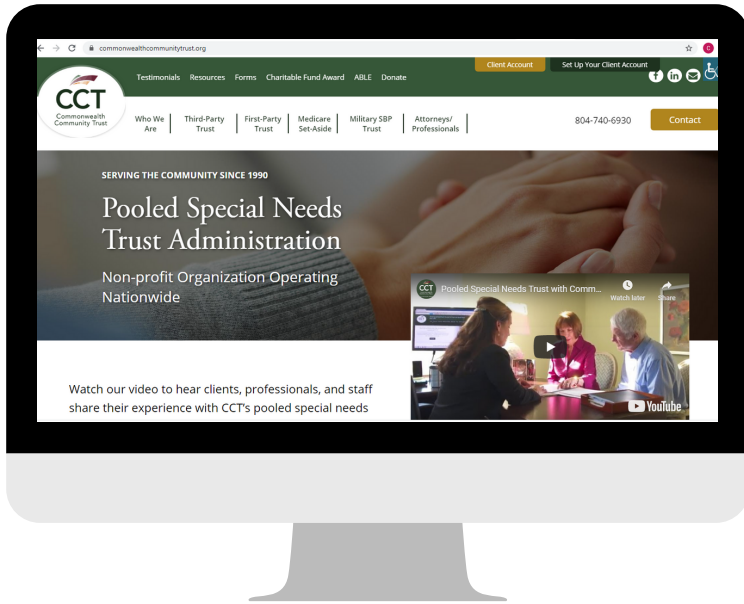 commonwealthcommunitytrust.org
C
Client Account
Set Up Your Client Account
Testimonials Resources Forms Charitable Fund Award ABLE Donate
f in
CCT
Commonwealth
Community Trust
Who We
Are
Third-Party
Trust
First-Party
Trust
Medicare
Set-Aside
Military SBP
Trust
Attorneys/
Professionals
804-740-6930
Contact
SERVING THE COMMUNITY SINCE 1990
Pooled Special Needs
Trust Administration
Non-profit Organization Operating
Nationwide
CCT
Pooled Special Needs Trust with Comm...
Watch later
Share
YouTube
Watch our video to hear clients, professionals, and staff
share their experience with CCT's pooled special needs